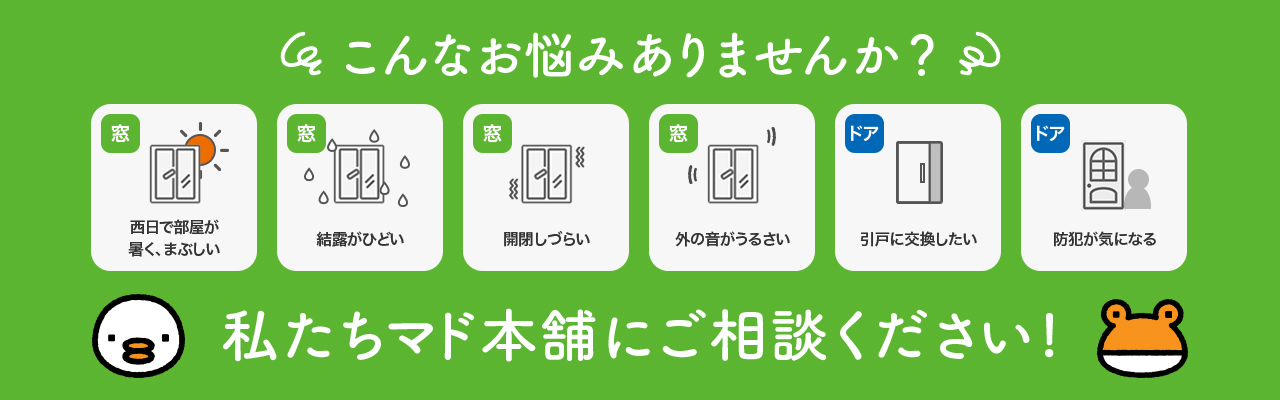 こんなお悩みありませんか？
窓
西日で部屋が
暑く、まぶしい
窓
結露がひどい
窓
開閉しづらい
窓
外の音がうるさい
ドア
引戸に交換したい
ドア
防犯が気になる
私たちマド本舗にご相談ください！